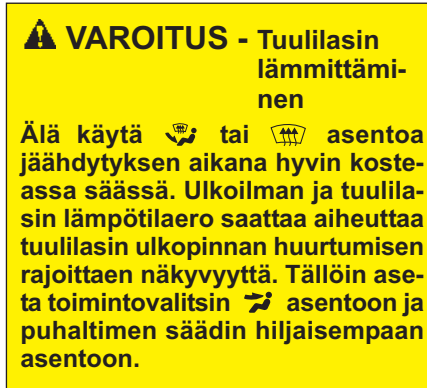 VAROITUS - Tuulilasin
lämmittämi-
nen
Älä käytä tai asentoa
jäähdytyksen aikana hyvin koste-
assa säässä. Ulkoilman ja tuulila-
sin lämpötilaero saattaa aiheuttaa
tuulilasin ulkopinnan huurtumisen
rajoittaen näkyvyyttä. Tällöin ase-
ta toimintovalitsin asentoon ja
puhaltimen säädin hiljaisempaan
asentoon.